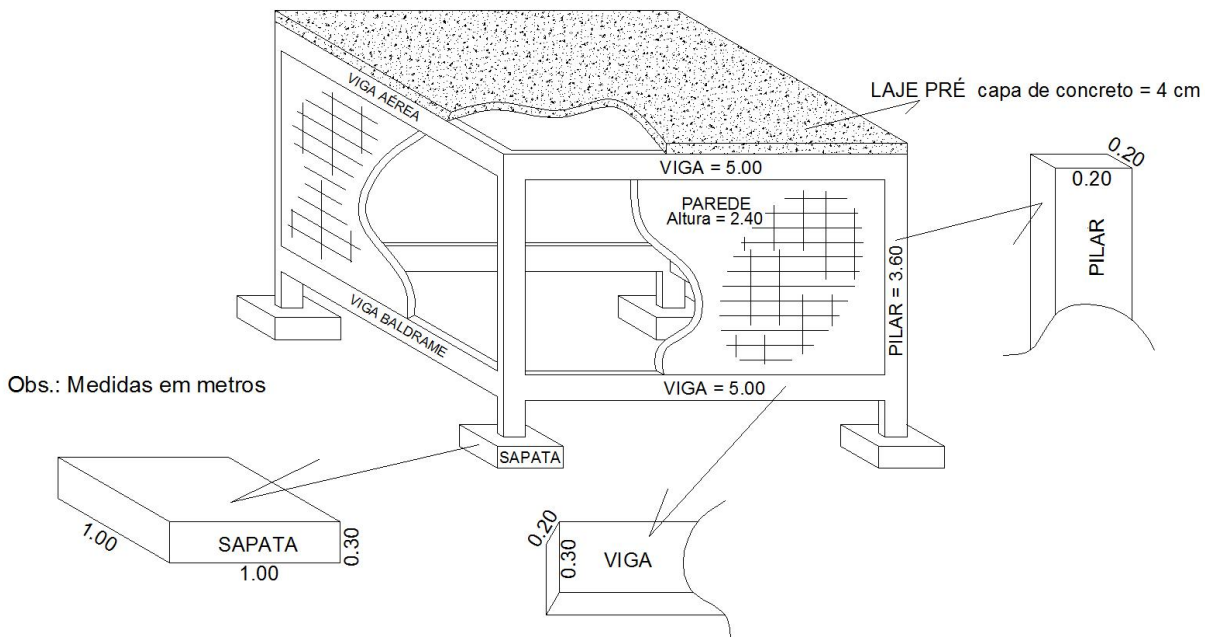 LAJE PRÉ capa de concreto = 4 cm
VIGA AÉREA
VIGA = 5.00
PAREDE
Altura = 2.40
0.20
0.20
PILAR
PILAR = 3.60
VIGA BALDRAME
VIGA = 5.00
Obs.: Medidas em metros
SAPATA
1.00
SAPATA
0.30
1.00
0.20
0.30
VIGA